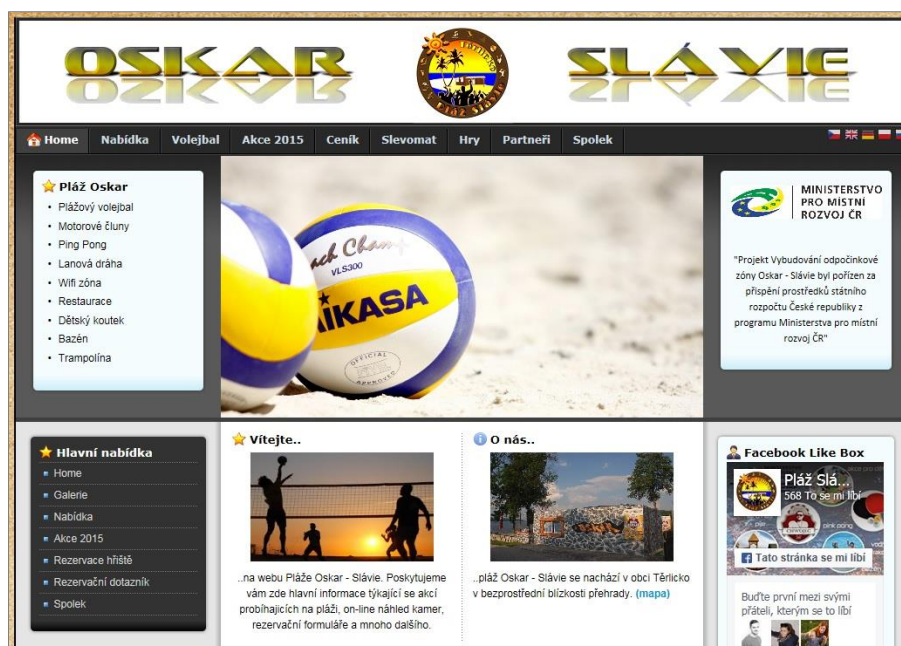 OSKAR
SLÁVIE
Home Nabídka Volejbal Akce 2015 Ceník Slevomat Hry Partneři Spolek
Pláž Oskar
Plážový volejbal
Motorové čluny
Ping Pong
Lanová dráha
Wifi zóna
Restaurace
Dětský koutek
Bazén
Trampolína
Beach Champ
VLS300
MIKASA
OFFICIAL
APPROVED
MINISTERSTVO
PRO MÍSTNÍ
ROZVOJ ČR
"Projekt Vybudování odpočinkové
zóny Oskar - Slávie byl pořízen za
přispění prostředků státního
rozpočtu České republiky z
programu Ministerstva pro místní
rozvoj ČR"
Hlavní nabídka
Home
Galerie
Nabídka
Akce 2015
Rezervace hřiště
Rezervační dotazník
Spolek
Vítejte..
..na webu Pláže Oskar - Slávie. Poskytujeme
vám zde hlavní informace týkající se akcí
probíhajicích na pláži, on-line náhled kamer,
rezervační formuláře a mnoho dalšího.
O nás..
..pláž Oskar - Slávie se nachází v obci Těrlicko
v bezprostřední blízkosti přehrady. (mapa)
Facebook Like Box
Pláž Slá...
568 To se mi líbí
Tato stránka se mi líbí
Buďte první mezi svými
přáteli, kterým se to líbí